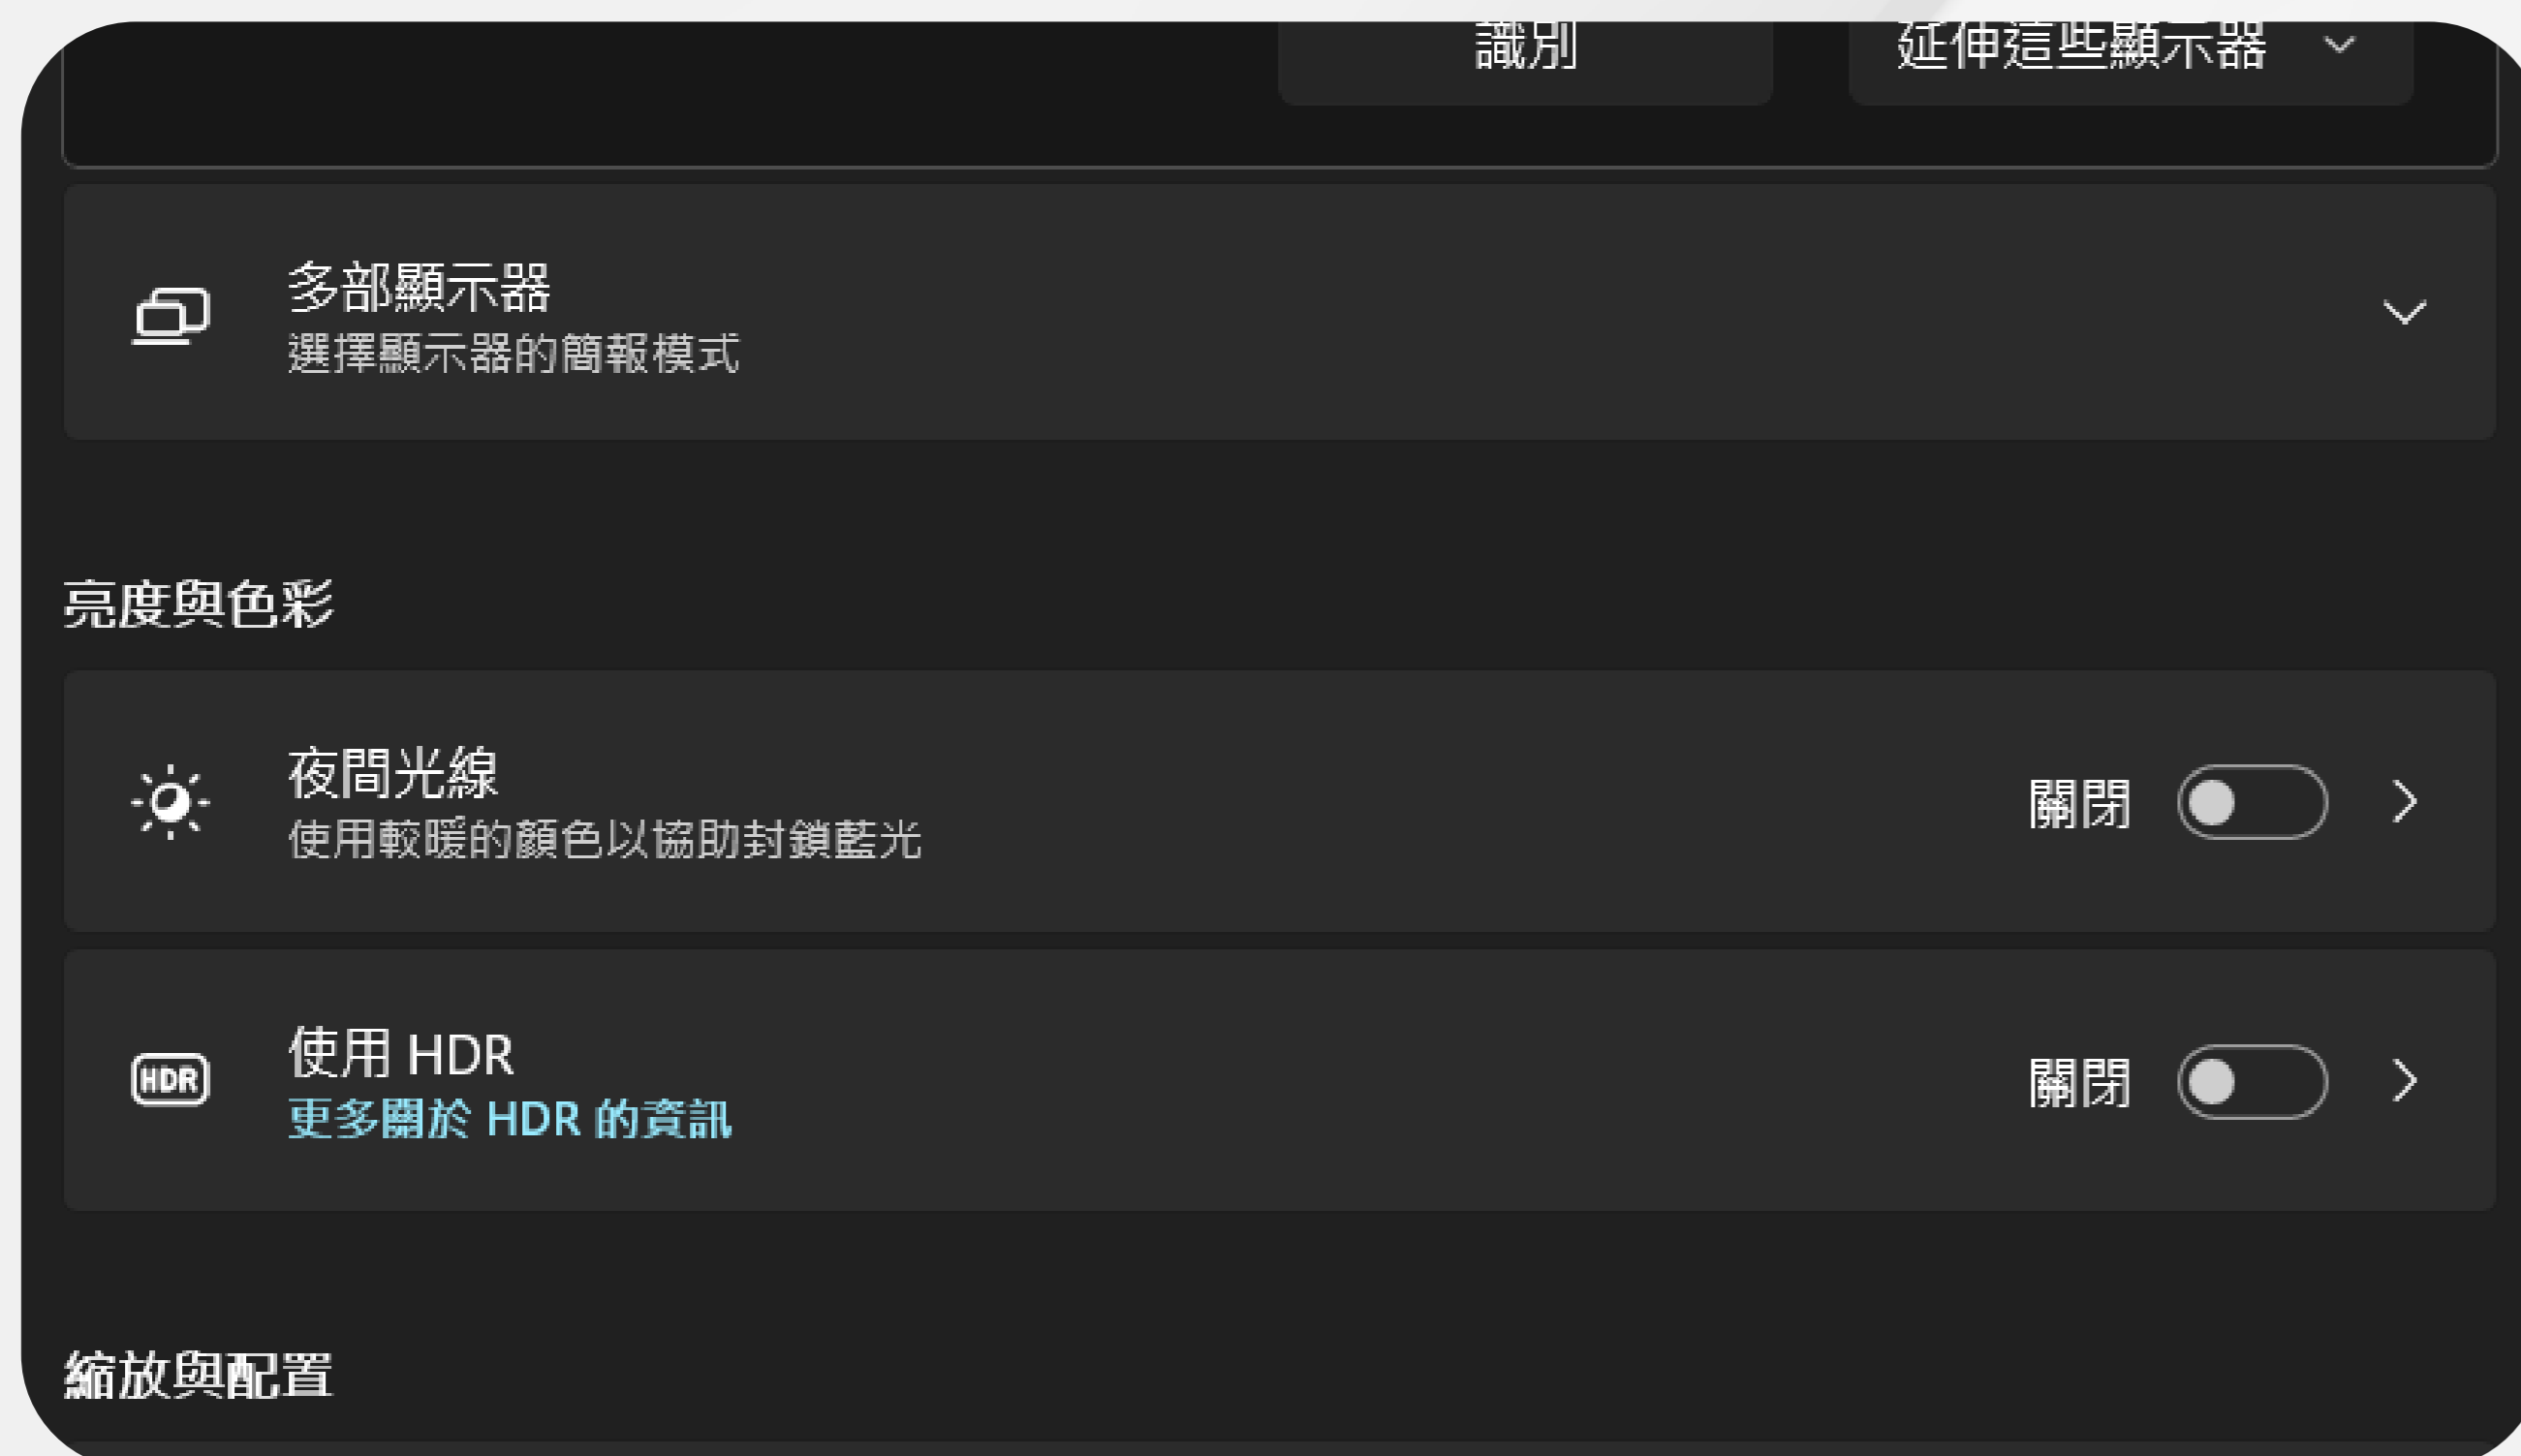 識別
延伸這些顯示器
多部顯示器
選擇顯示器的簡報模式
亮度與色彩
夜間光線
使用較暖的顏色以協助封鎖藍光
關閉
HDR
使用 HDR
更多關於 HDR 的資訊
關閉
縮放與配置